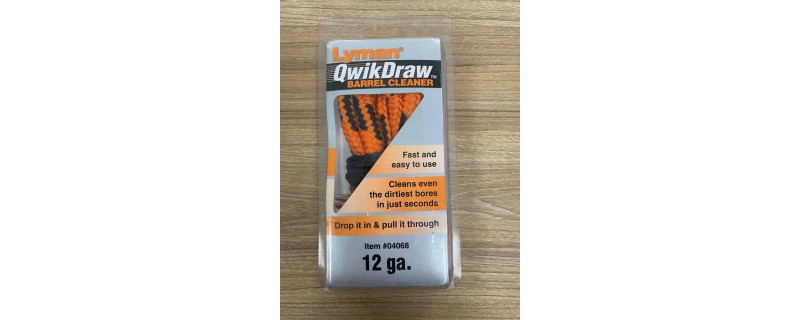 Lyman®
QwikDraw™
BARREL CLEANER
Fast and
easy to use
Cleans even
the dirtiest bores
in just seconds
Drop it in & pull it through
Item #04068
12 ga.